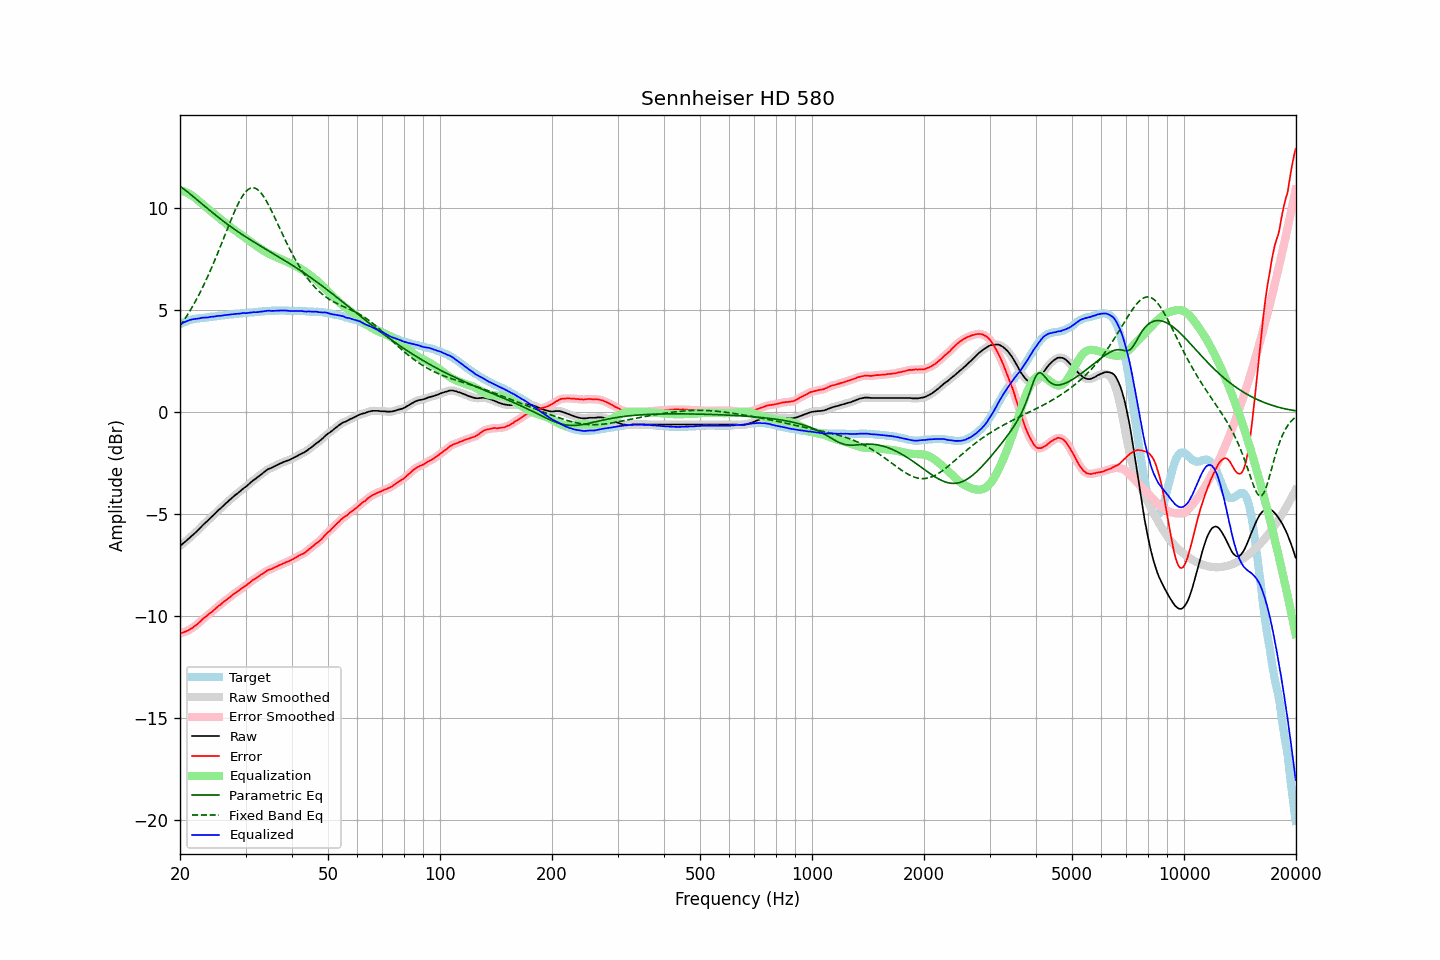 Sennheiser HD 580
Amplitude (dBr)
10
5
0
−5
−10
−15
−20
Target
Raw Smoothed
Error Smoothed
Raw
Error
Equalization
Parametric Eq
Fixed Band Eq
Equalized
20 50 100 200 500 1000 2000 5000 10000 20000
Frequency (Hz)